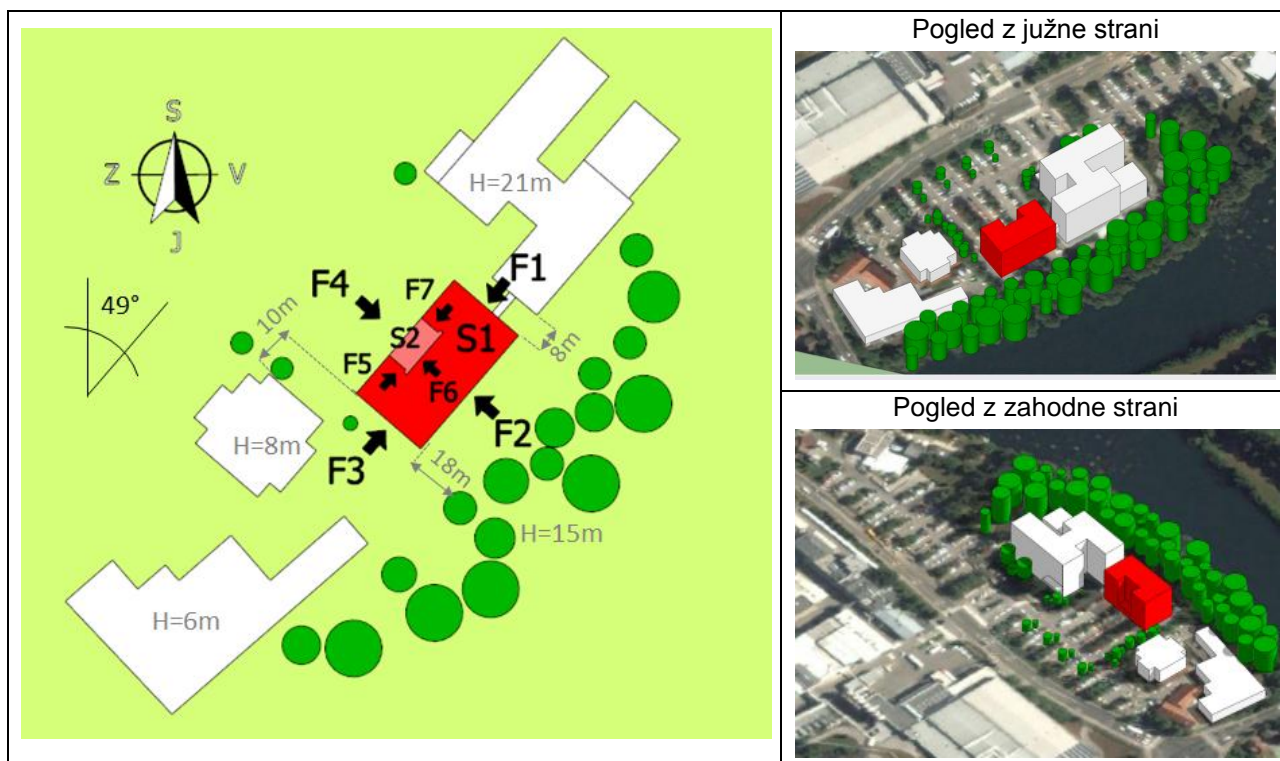 S
Z
V
J
49°
H=21m
F1
F4
F7
10m
S2
S1
8m
F5
F6
F2
H=8m
F3
18m
H=15m
H=6m
Pogled z južne strani
Pogled z zahodne strani